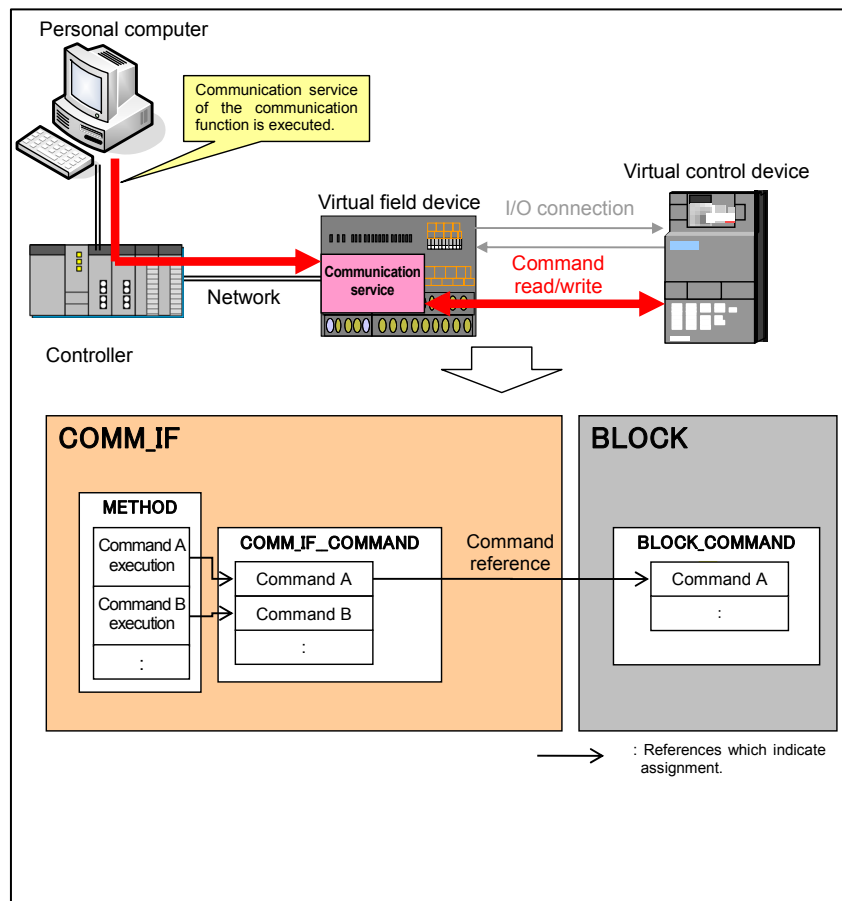 Personal computer
Communication service
of the communication
function is executed.
Virtual field device
Virtual control device
I/O connection
Communication
service
Command
read/write
Network
Controller
COMM_IF
BLOCK
METHOD
Command A
execution
Command B
execution
:
COMM_IF_COMMAND
Command A
Command B
:
Command
reference
BLOCK_COMMAND
Command A
:
: References which indicate
assignment.